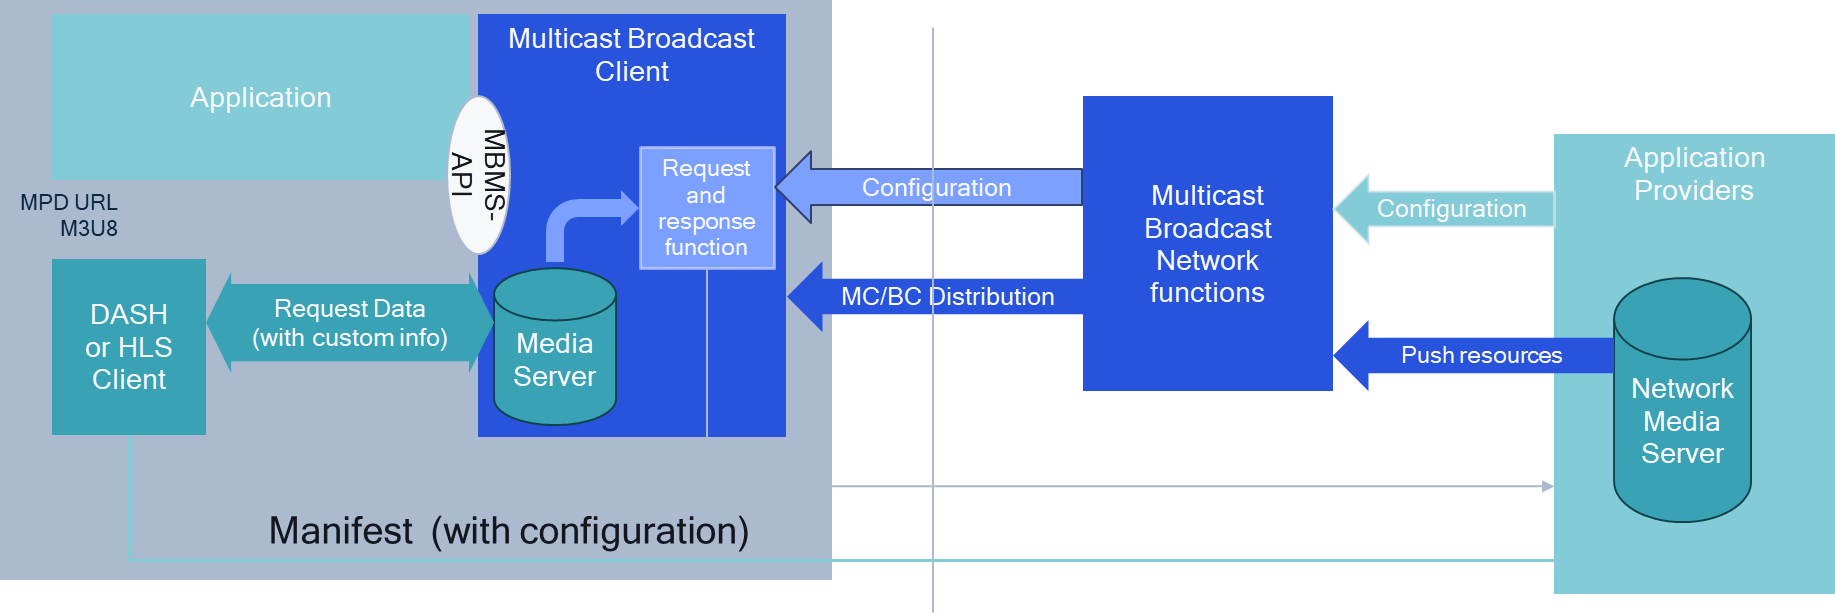 Application
Multicast Broadcast
Client
MBMS-
API
MPD URL
M3U8
Request
and
response
function
DASH
or HLS
Client
Request Data
(with custom info)
Media
Server
Configuration
MC/BC Distribution
Multicast
Broadcast
Network
functions
Configuration
Push resources
Application
Providers
Network
Media
Server
Manifest (with configuration)